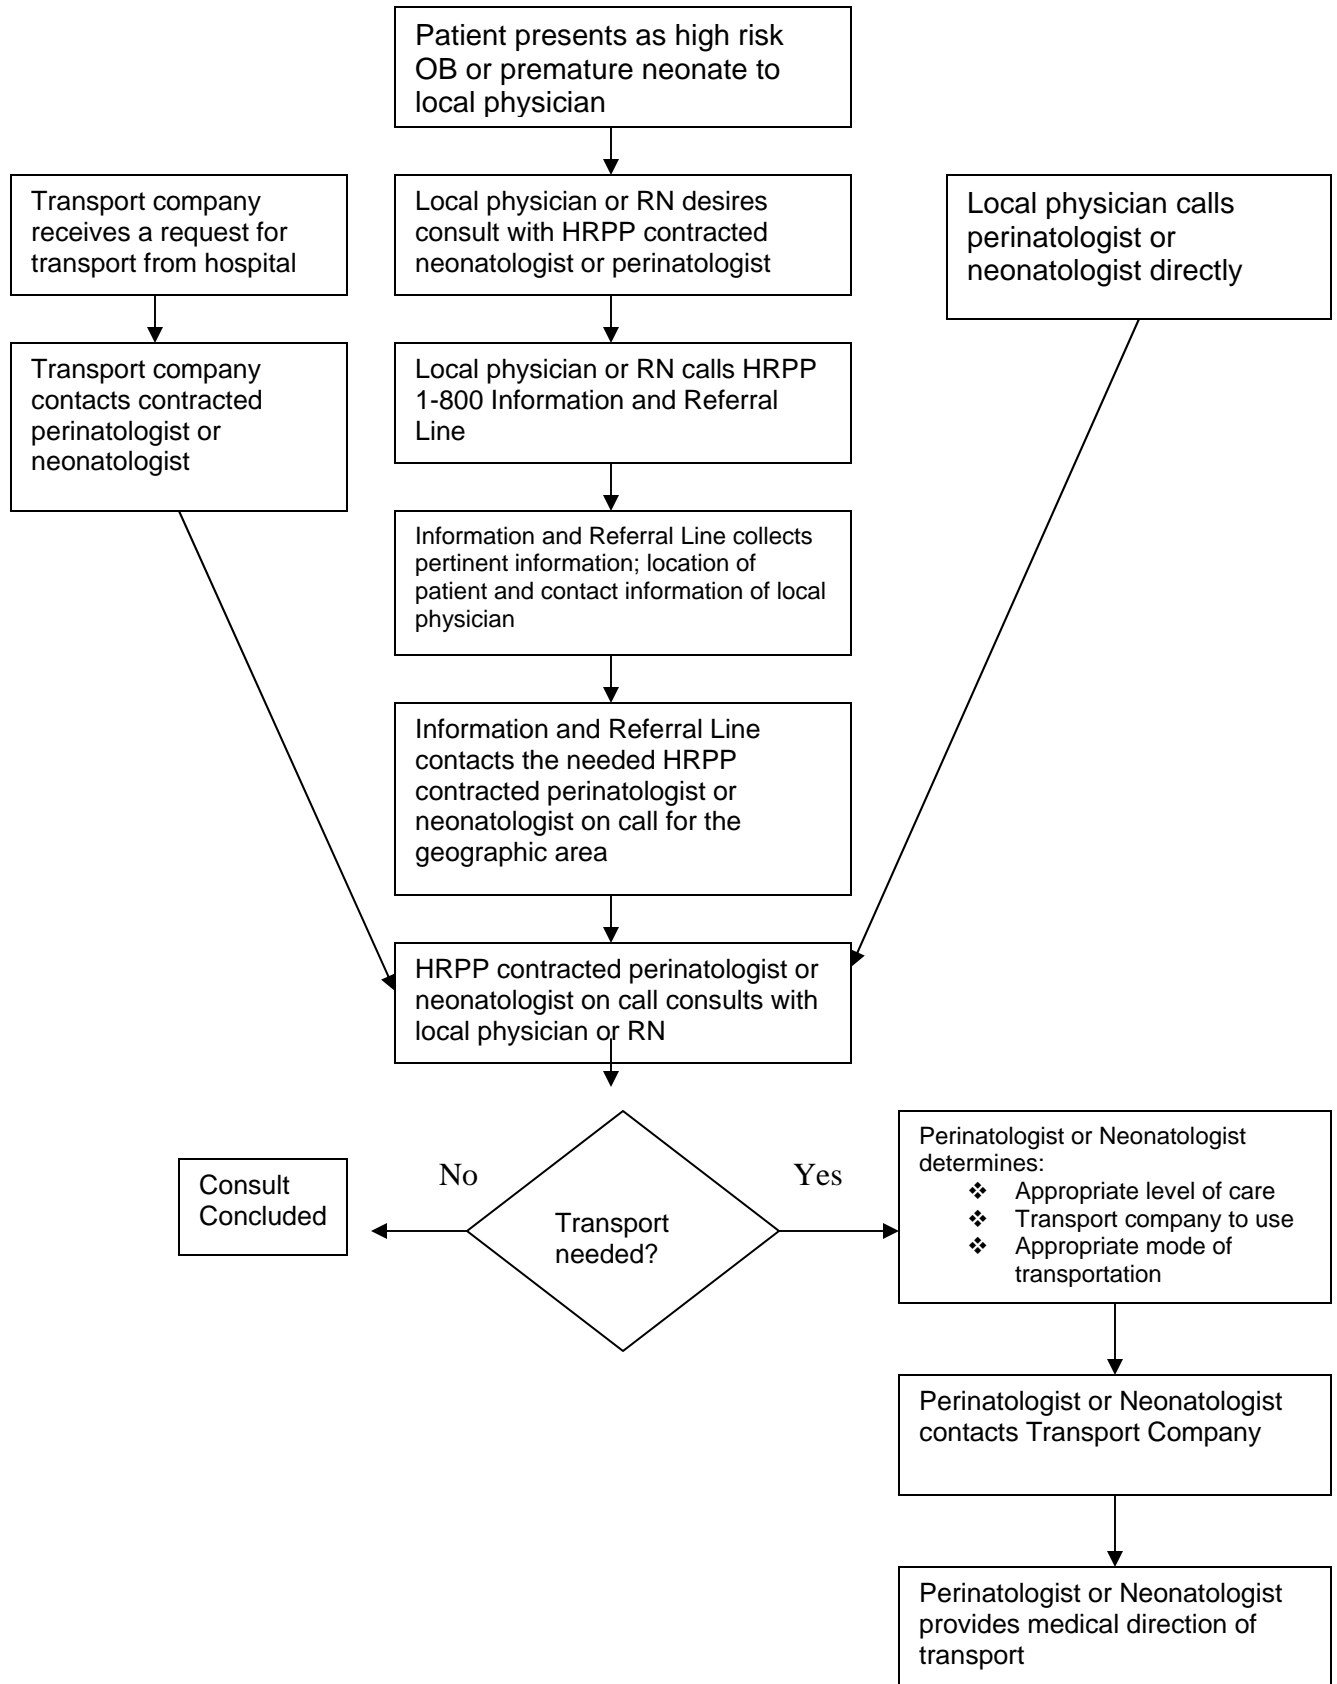 Patient presents as high risk
OB or premature neonate to
local physician
Transport company
receives a request for
transport from hospital
Local physician or RN desires
consult with HRPP contracted
neonatologist or perinatologist
Local physician calls
perinatologist or
neonatologist directly
Transport company
contacts contracted
perinatologist or
neonatologist
Local physician or RN calls HRPP
1-800 Information and Referral
Line
Information and Referral Line collects
pertinent information; location of
patient and contact information of local
physician
Information and Referral Line
contacts the needed HRPP
contracted perinatologist or
neonatologist on call for the
geographic area
HRPP contracted perinatologist or
neonatologist on call consults with
local physician or RN
Consult
Concluded
No
Transport
needed?
Yes
Perinatologist or Neonatologist
determines:
❖ Appropriate level of care
❖ Transport company to use
❖ Appropriate mode of
transportation
Perinatologist or Neonatologist
contacts Transport Company
Perinatologist or Neonatologist
provides medical direction of
transport